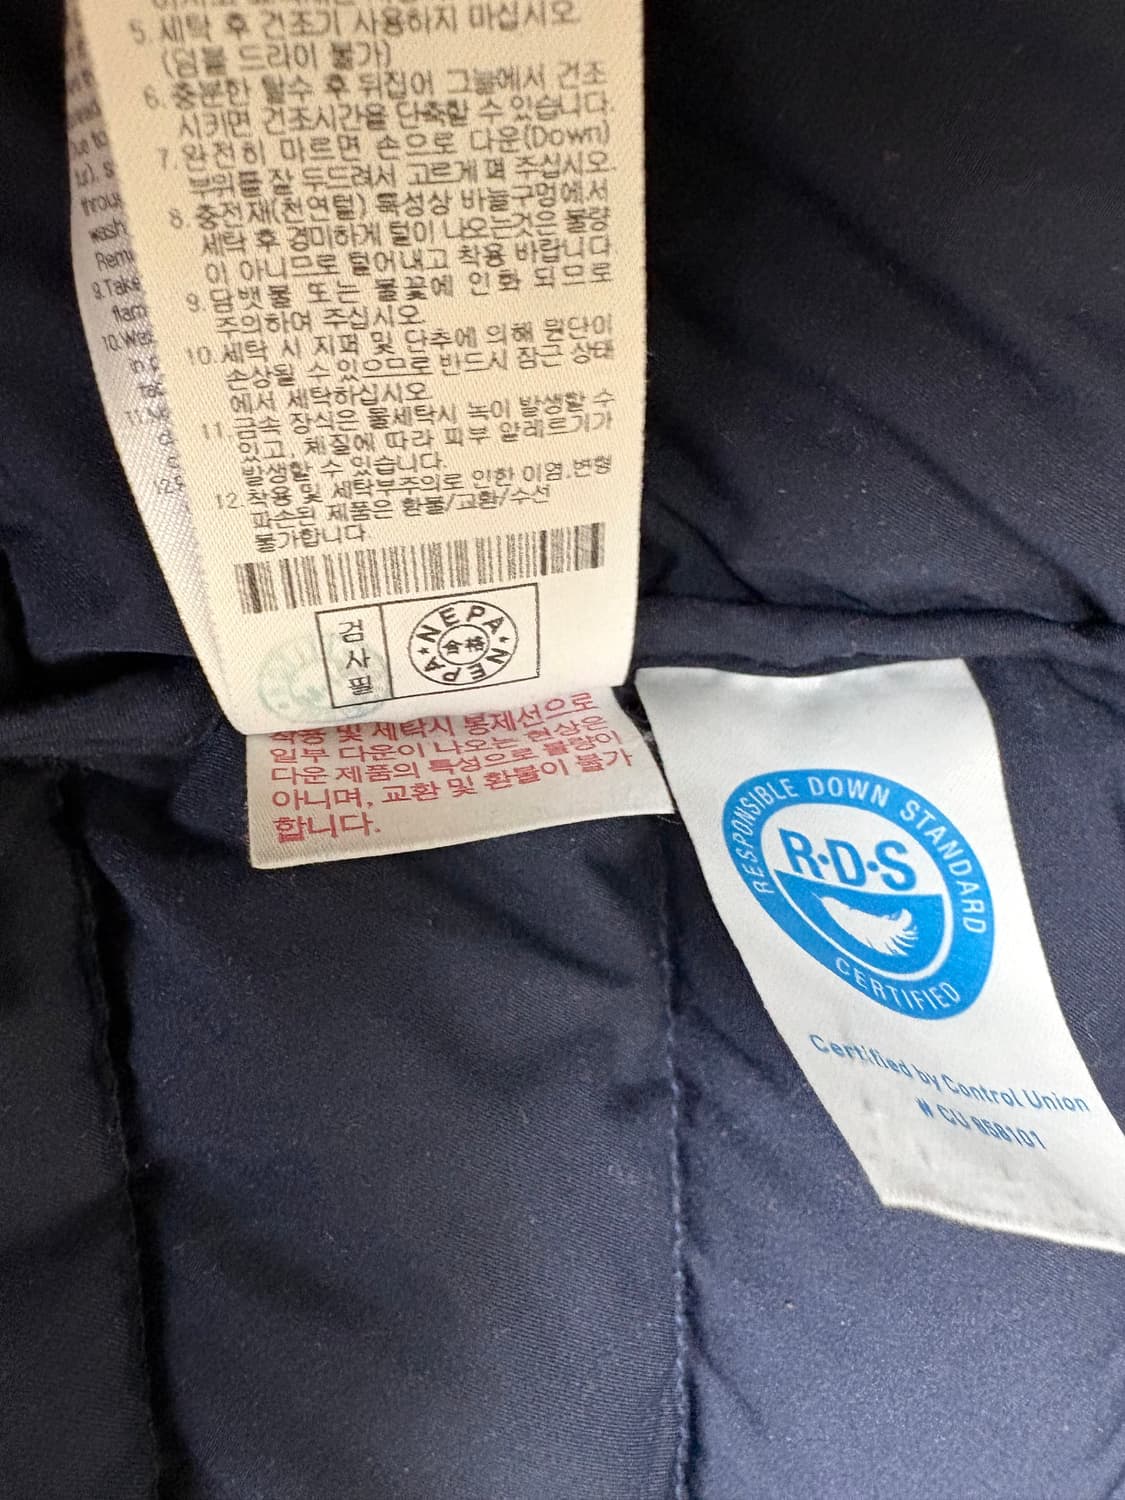 5. 세탁 후 건조기 사용하지 마십시오
(덤블 드라이 불가)
6. 충분한 탈수 후 뒤집어 그늘에서 건조
시키면 건조시간을 단축할 수 있습니다.
7. 완전히 마르면 손으로 다운(Down)
부위를 잘 두드려서 고르게 펴 주십시오.
8. 충전재(천연털) 특성상 바늘구멍에서
세탁 후 경미하게 털이 나오는것은 불량
이 아니므로 털어내고 착용 바랍니다
9. 담뱃불 또는 불꽃에 인화 되므로
주의하여 주십시오.
10. 세탁 시 지퍼 및 단추에 의해 원단이
손상될 수 있으므로 반드시 잠근 상태
에서 세탁하십시오.
11. 금속 장식은 물세탁시 녹이 발생할 수
있고, 체질에 따라 피부 알레르기가
발생할 수 있습니다.
12. 착용 및 세탁부주의로 인한 이염.변형
파손된 제품은 환불/교환/수선
불가합니다.
검사필
NEPA NEPA
合格
착용 및 세탁시 봉제선으로
일부 다운이 나오는 현상은
다운 제품의 특성으로 불량이
아니며, 교환 및 환불이 불가
합니다.
wash
Rem
9.Take
flam
10.Was
RESPONSIBLE DOWN STANDARD
R·D·S
CERTIFIED
Certified by Control Union
# CU 858101